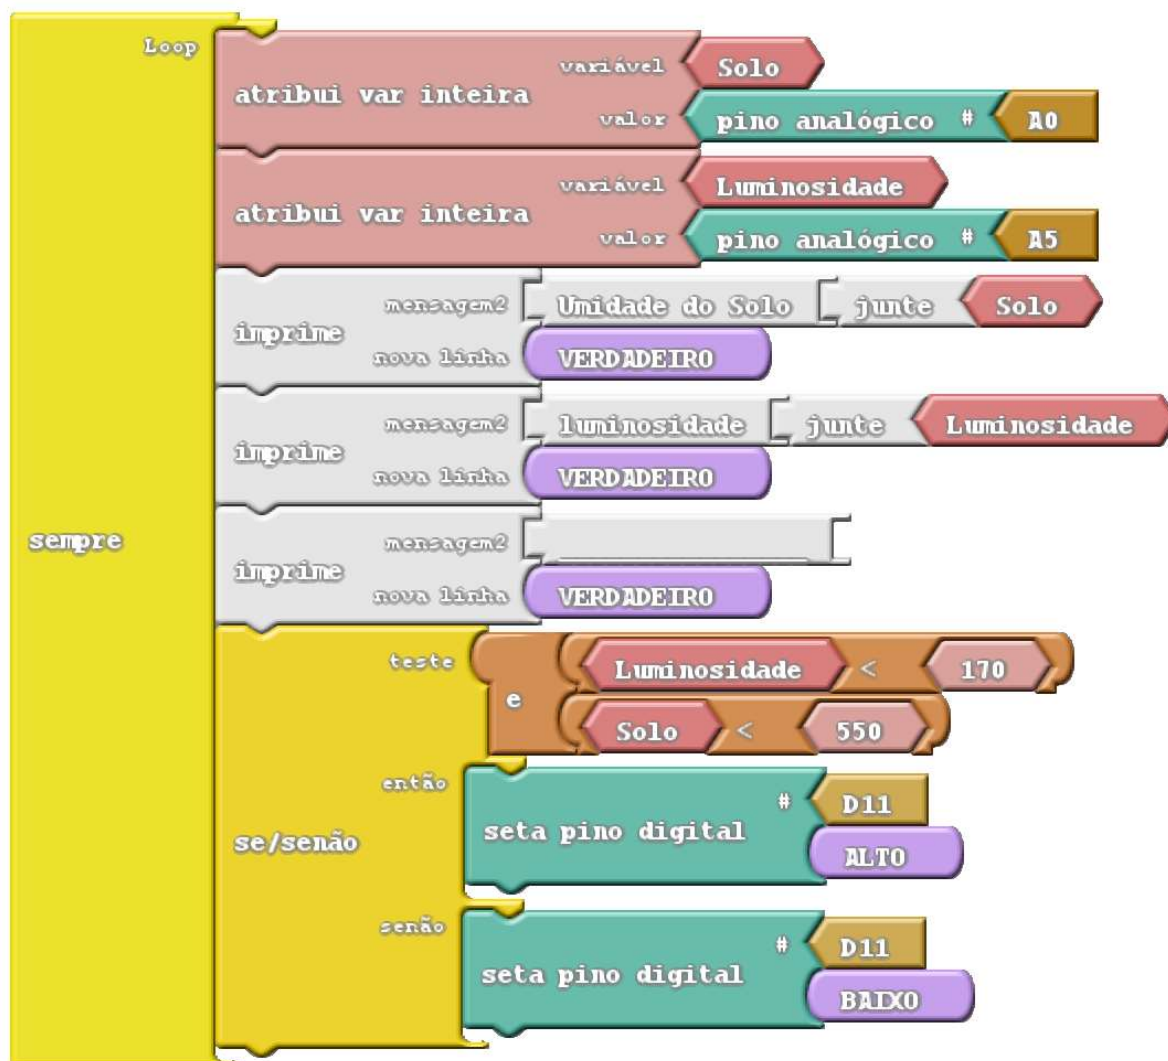 Loop
variável Solo
atribui var inteira
valor pino analógico # A0
variável Luminosidade
atribui var inteira
valor pino analógico # A5
mensagem2 Umidade do Solo junte Solo
imprime
nova linha VERDADEIRO
mensagem2 luminosidade junte Luminosidade
imprime
nova linha VERDADEIRO
sempre
mensagem2
imprime
nova linha VERDADEIRO
teste Luminosidade < 170
e
Solo < 550
então
# D11
seta pino digital
se/senão
ALTO
senão
# D11
seta pino digital
BAIXO